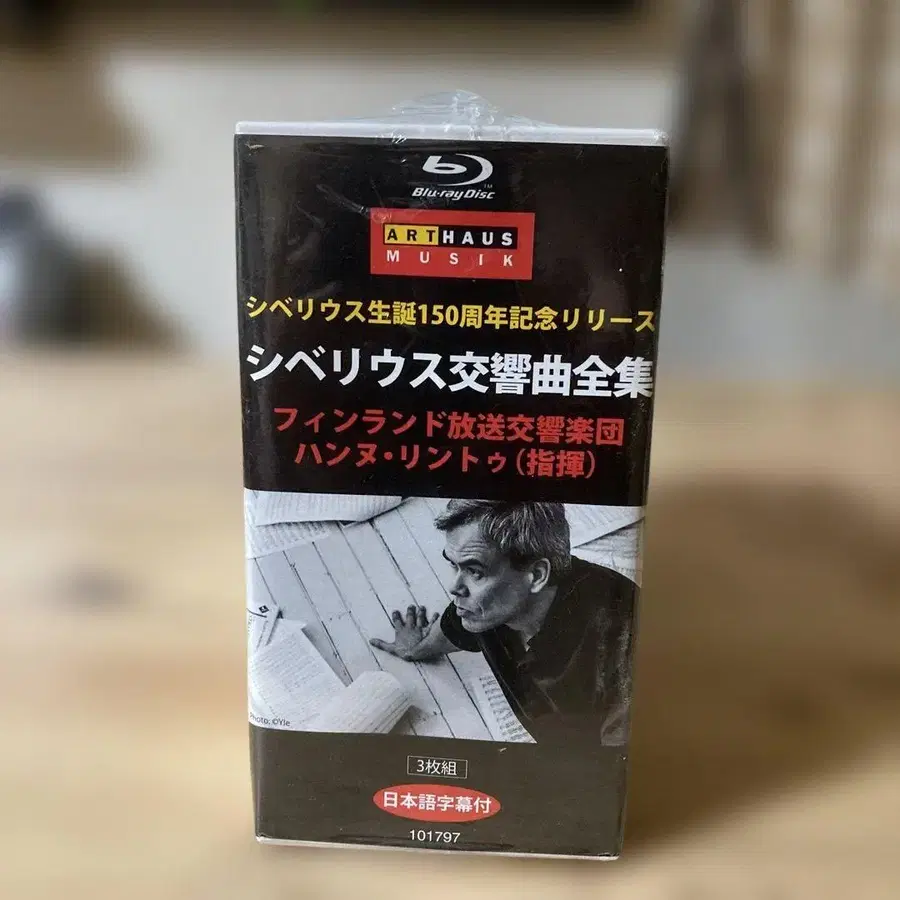 Blu-ray Disc™
ARTHAUS
MUSIK
シベリウス生誕150周年記念リリース
シベリウス交響曲全集
フィンランド放送交響楽団
ハンヌ・リントゥ(指揮)
Photo: ©Yle
3枚組
日本語字幕付
101797